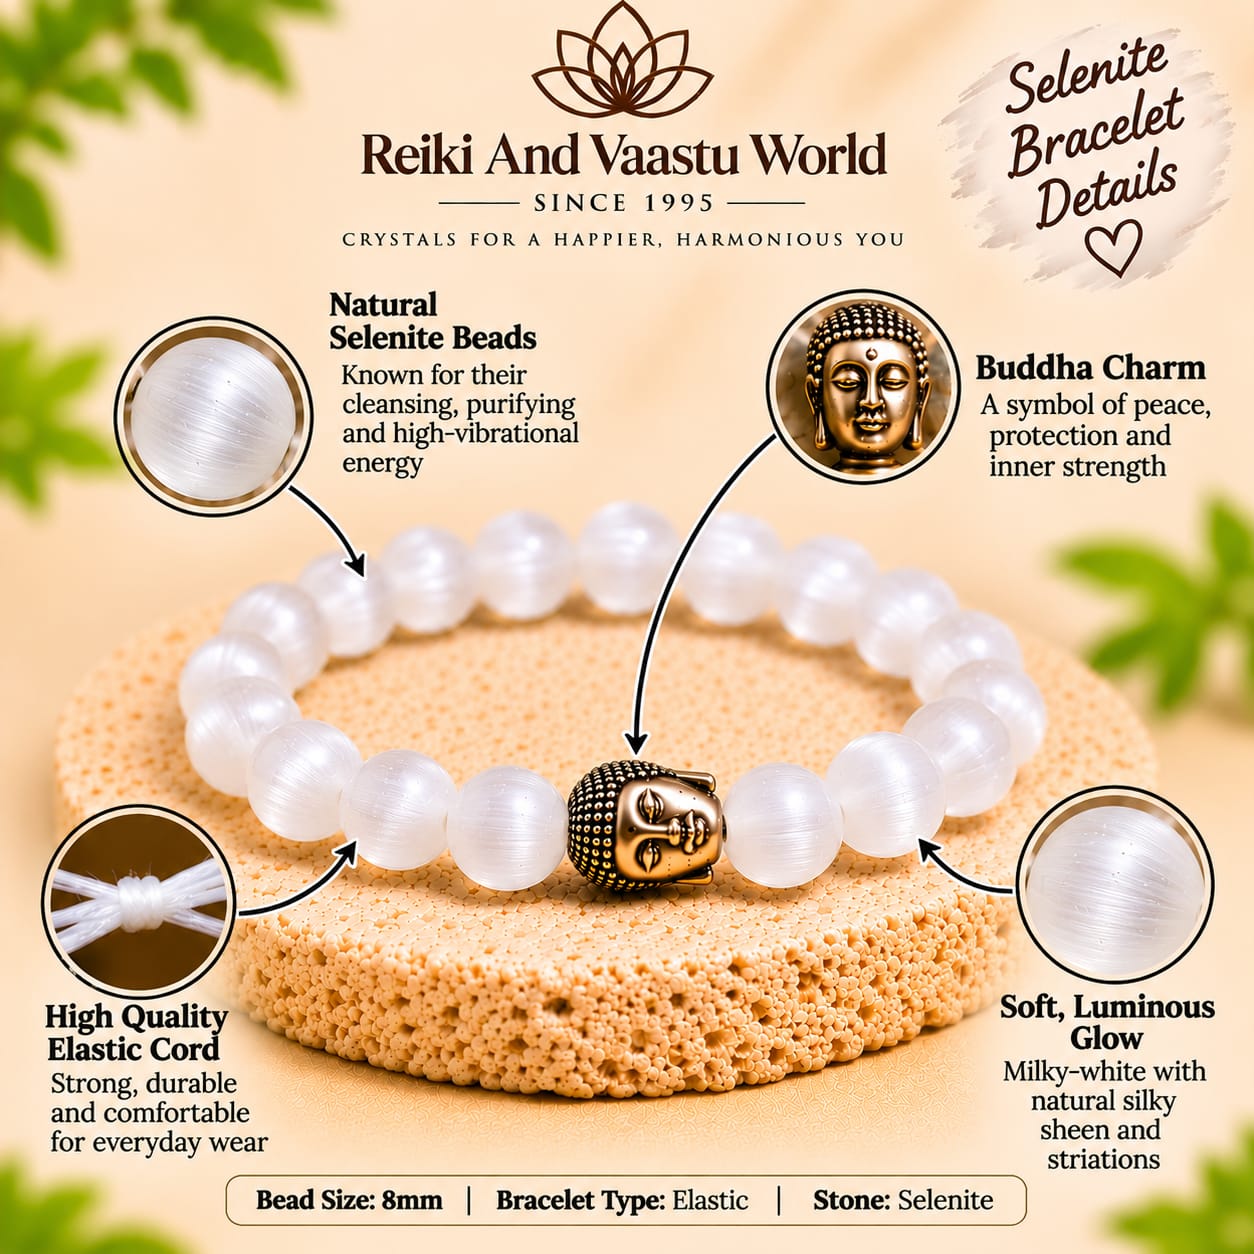 Reiki And Vaastu World
SINCE 1995
CRYSTALS FOR A HAPPIER, HARMONIOUS YOU
Selenite
Bracelet
Details
Natural
Selenite Beads
Known for their
cleansing, purifying
and high-vibrational
energy
Buddha Charm
A symbol of peace,
protection and
inner strength
High Quality
Elastic Cord
Strong, durable
and comfortable
for everyday wear
Soft, Luminous
Glow
Milky-white with
natural silky
sheen and
striations
Bead Size: 8mm | Bracelet Type: Elastic | Stone: Selenite